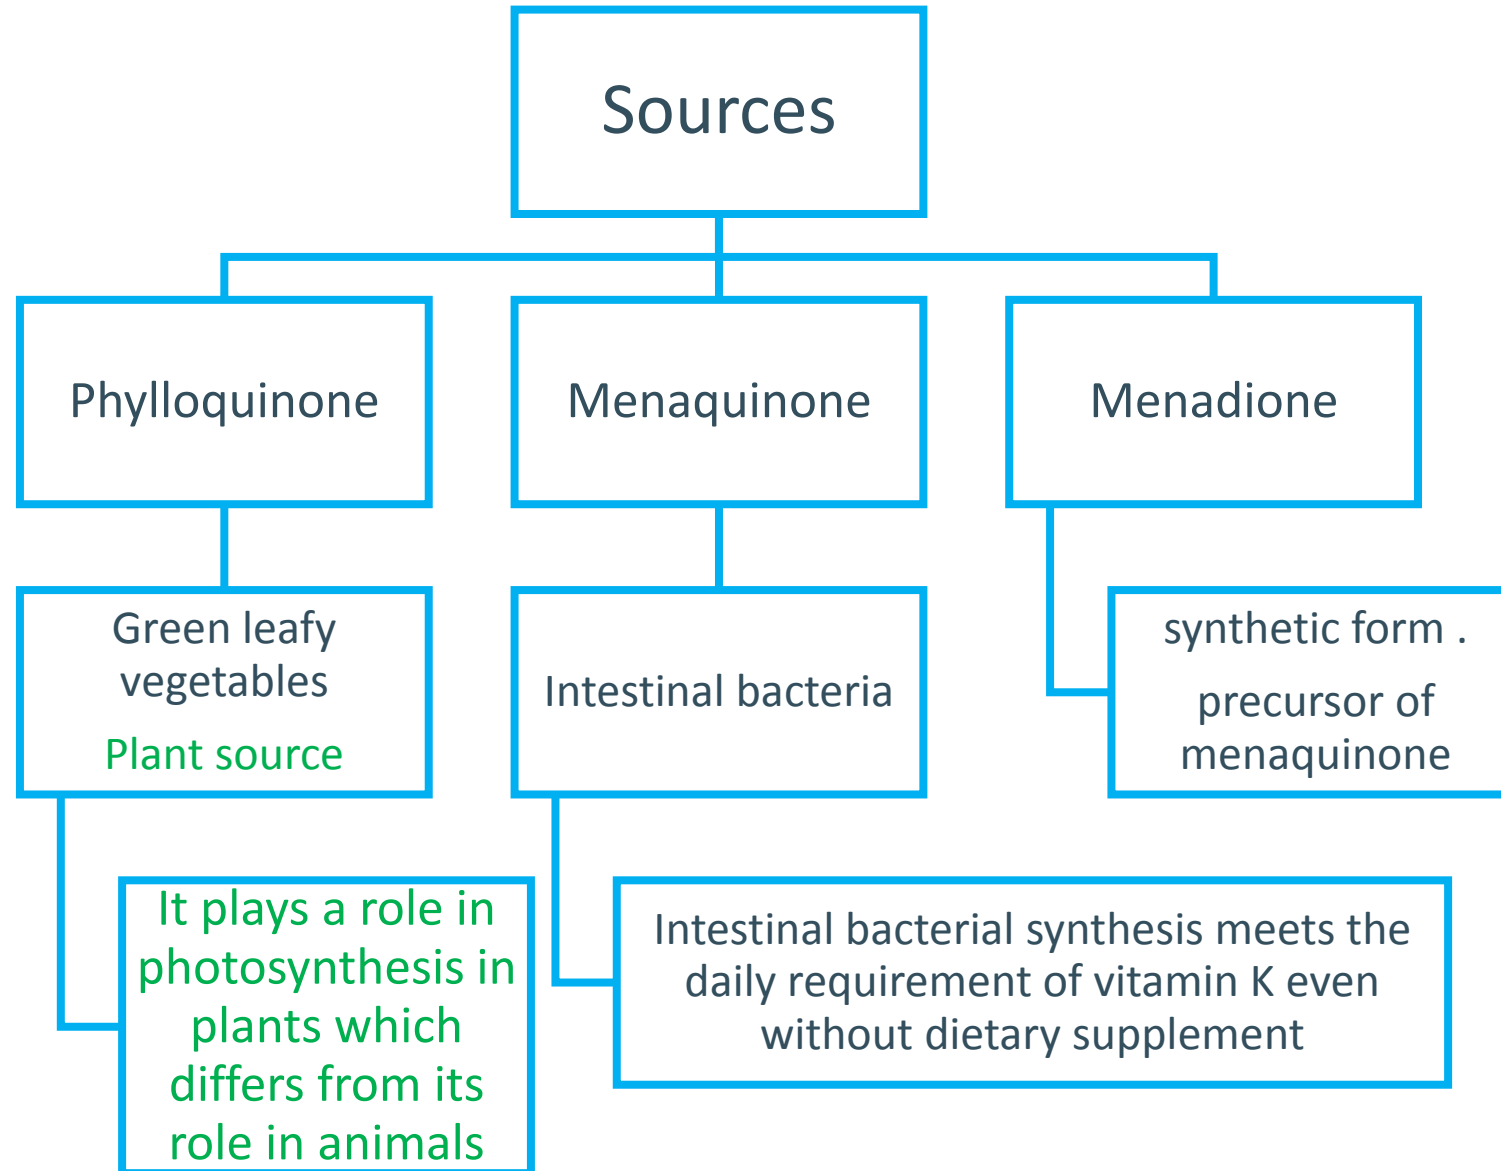 Sources
Phylloquinone
Menaquinone
Menadione
Green leafy
vegetables
Plant source
Intestinal bacteria
synthetic form .
precursor of
menaquinone
It plays a role in
photosynthesis in
plants which
differs from its
role in animals
Intestinal bacterial synthesis meets the
daily requirement of vitamin K even
without dietary supplement